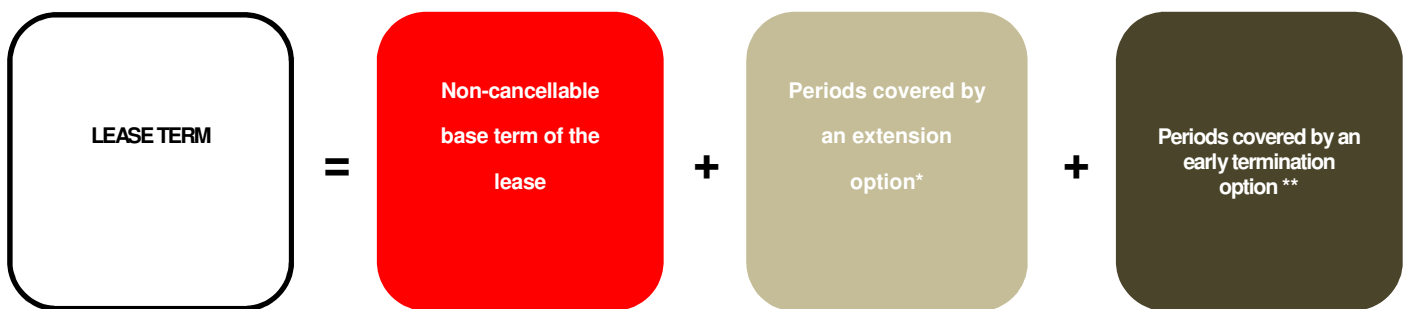 LEASE TERM
=
Non-cancellable
base term of the
lease
+
Periods covered by
an extension
option*
+
Periods covered by an
early termination
option **